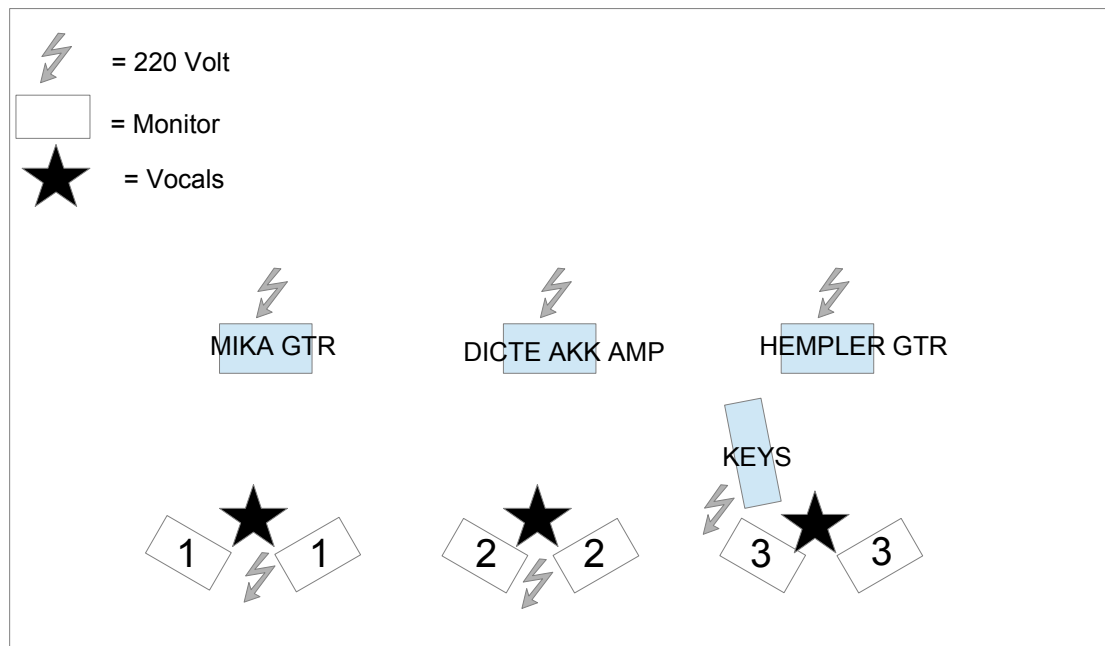 = 220 Volt
= Monitor
= Vocals
MIKA GTR
DICTE AKK AMP
HEMPLER GTR
KEYS
1 1
2 2
3 3